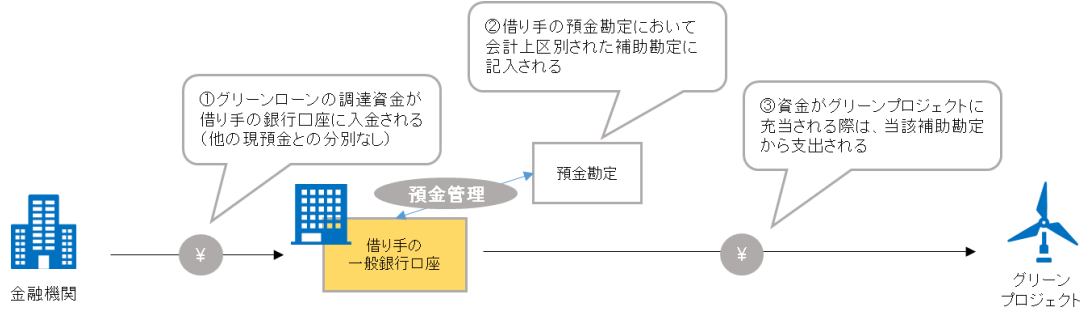 ②借り手の預金勘定において
会計上区別された補助勘定に
記入される
①グリーンローンの調達資金が
借り手の銀行口座に入金される
（他の現預金との分別なし）
③資金がグリーンプロジェクトに
充当される際は、当該補助勘定
から支出される
預金勘定
預金管理
借り手の
一般銀行口座
¥
¥
金融機関
グリーン
プロジェクト